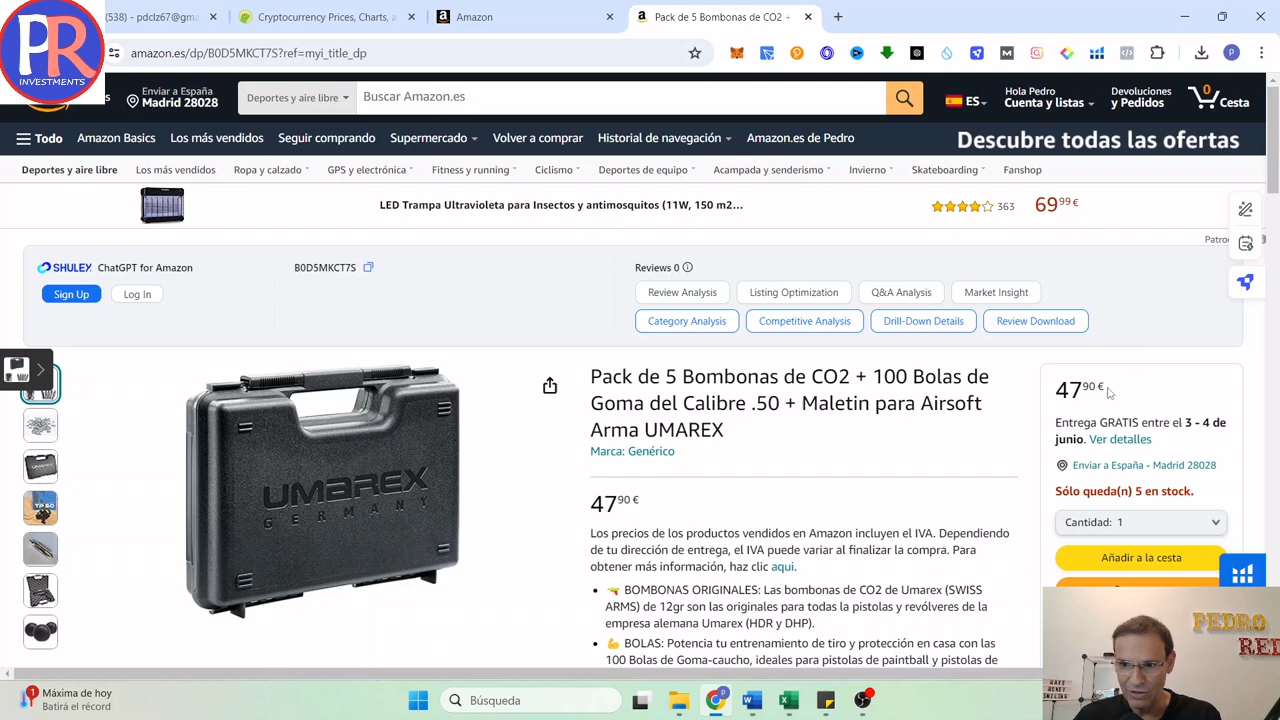 (538) - pdclz67@gmail.c
Cryptocurrency Prices, Charts, a
Amazon
Pack de 5 Bombonas de CO2 +
PR
INVESTMENTS
amazon.es/dp/B0D5MKCT7S?ref=myi_title_dp
Enviar a España
Madrid 28028
Deportes y aire libre
Buscar Amazon.es
ES
Hola Pedro
Cuenta y listas
Devoluciones
y Pedidos
0
Cesta
Todo
Amazon Basics
Los más vendidos
Seguir comprando
Supermercado
Volver a comprar
Historial de navegación
Amazon.es de Pedro
Descubre todas las ofertas
Deportes y aire libre
Los más vendidos
Ropa y calzado
GPS y electrónica
Fitness y running
Ciclismo
Deportes de equipo
Acampada y senderismo
Invierno
Skateboarding
Fanshop
LED Trampa Ultravioleta para Insectos y antimosquitos (11W, 150 m2...
363
69 99 €
Patroc
SHULEX ChatGPT for Amazon
B0D5MKCT7S
Reviews 0
Sign Up
Log In
Review Analysis
Listing Optimization
Q&A Analysis
Market Insight
Category Analysis
Competitive Analysis
Drill-Down Details
Review Download
UMAREX
GERMANY
TP 50
Pack de 5 Bombonas de CO2 + 100 Bolas de
Goma del Calibre .50 + Maletin para Airsoft
Arma UMAREX
Marca: Genérico
47 90 €
Los precios de los productos vendidos en Amazon incluyen el IVA. Dependiendo
de tu dirección de entrega, el IVA puede variar al finalizar la compra. Para
obtener más información, haz clic aqui.
• BOMBONAS ORIGINALES: Las bombonas de CO2 de Umarex (SWISS
ARMS) de 12gr son las originales para todas la pistolas y revólveres de la
empresa alemana Umarex (HDR y DHP).
• BOLAS: Potencia tu entrenamiento de tiro y protección en casa con las
100 Bolas de Goma-caucho, ideales para pistolas de paintball y pistolas de
47 90 €
Entrega GRATIS entre el 3 - 4 de
junio. Ver detalles
Enviar a España - Madrid 28028
Sólo queda(n) 5 en stock.
Cantidad: 1
Añadir a la cesta
PEDRO
RED
MAKE
MONEY
SMILING
1
Máxima de hoy
Batirá el récord
Búsqueda